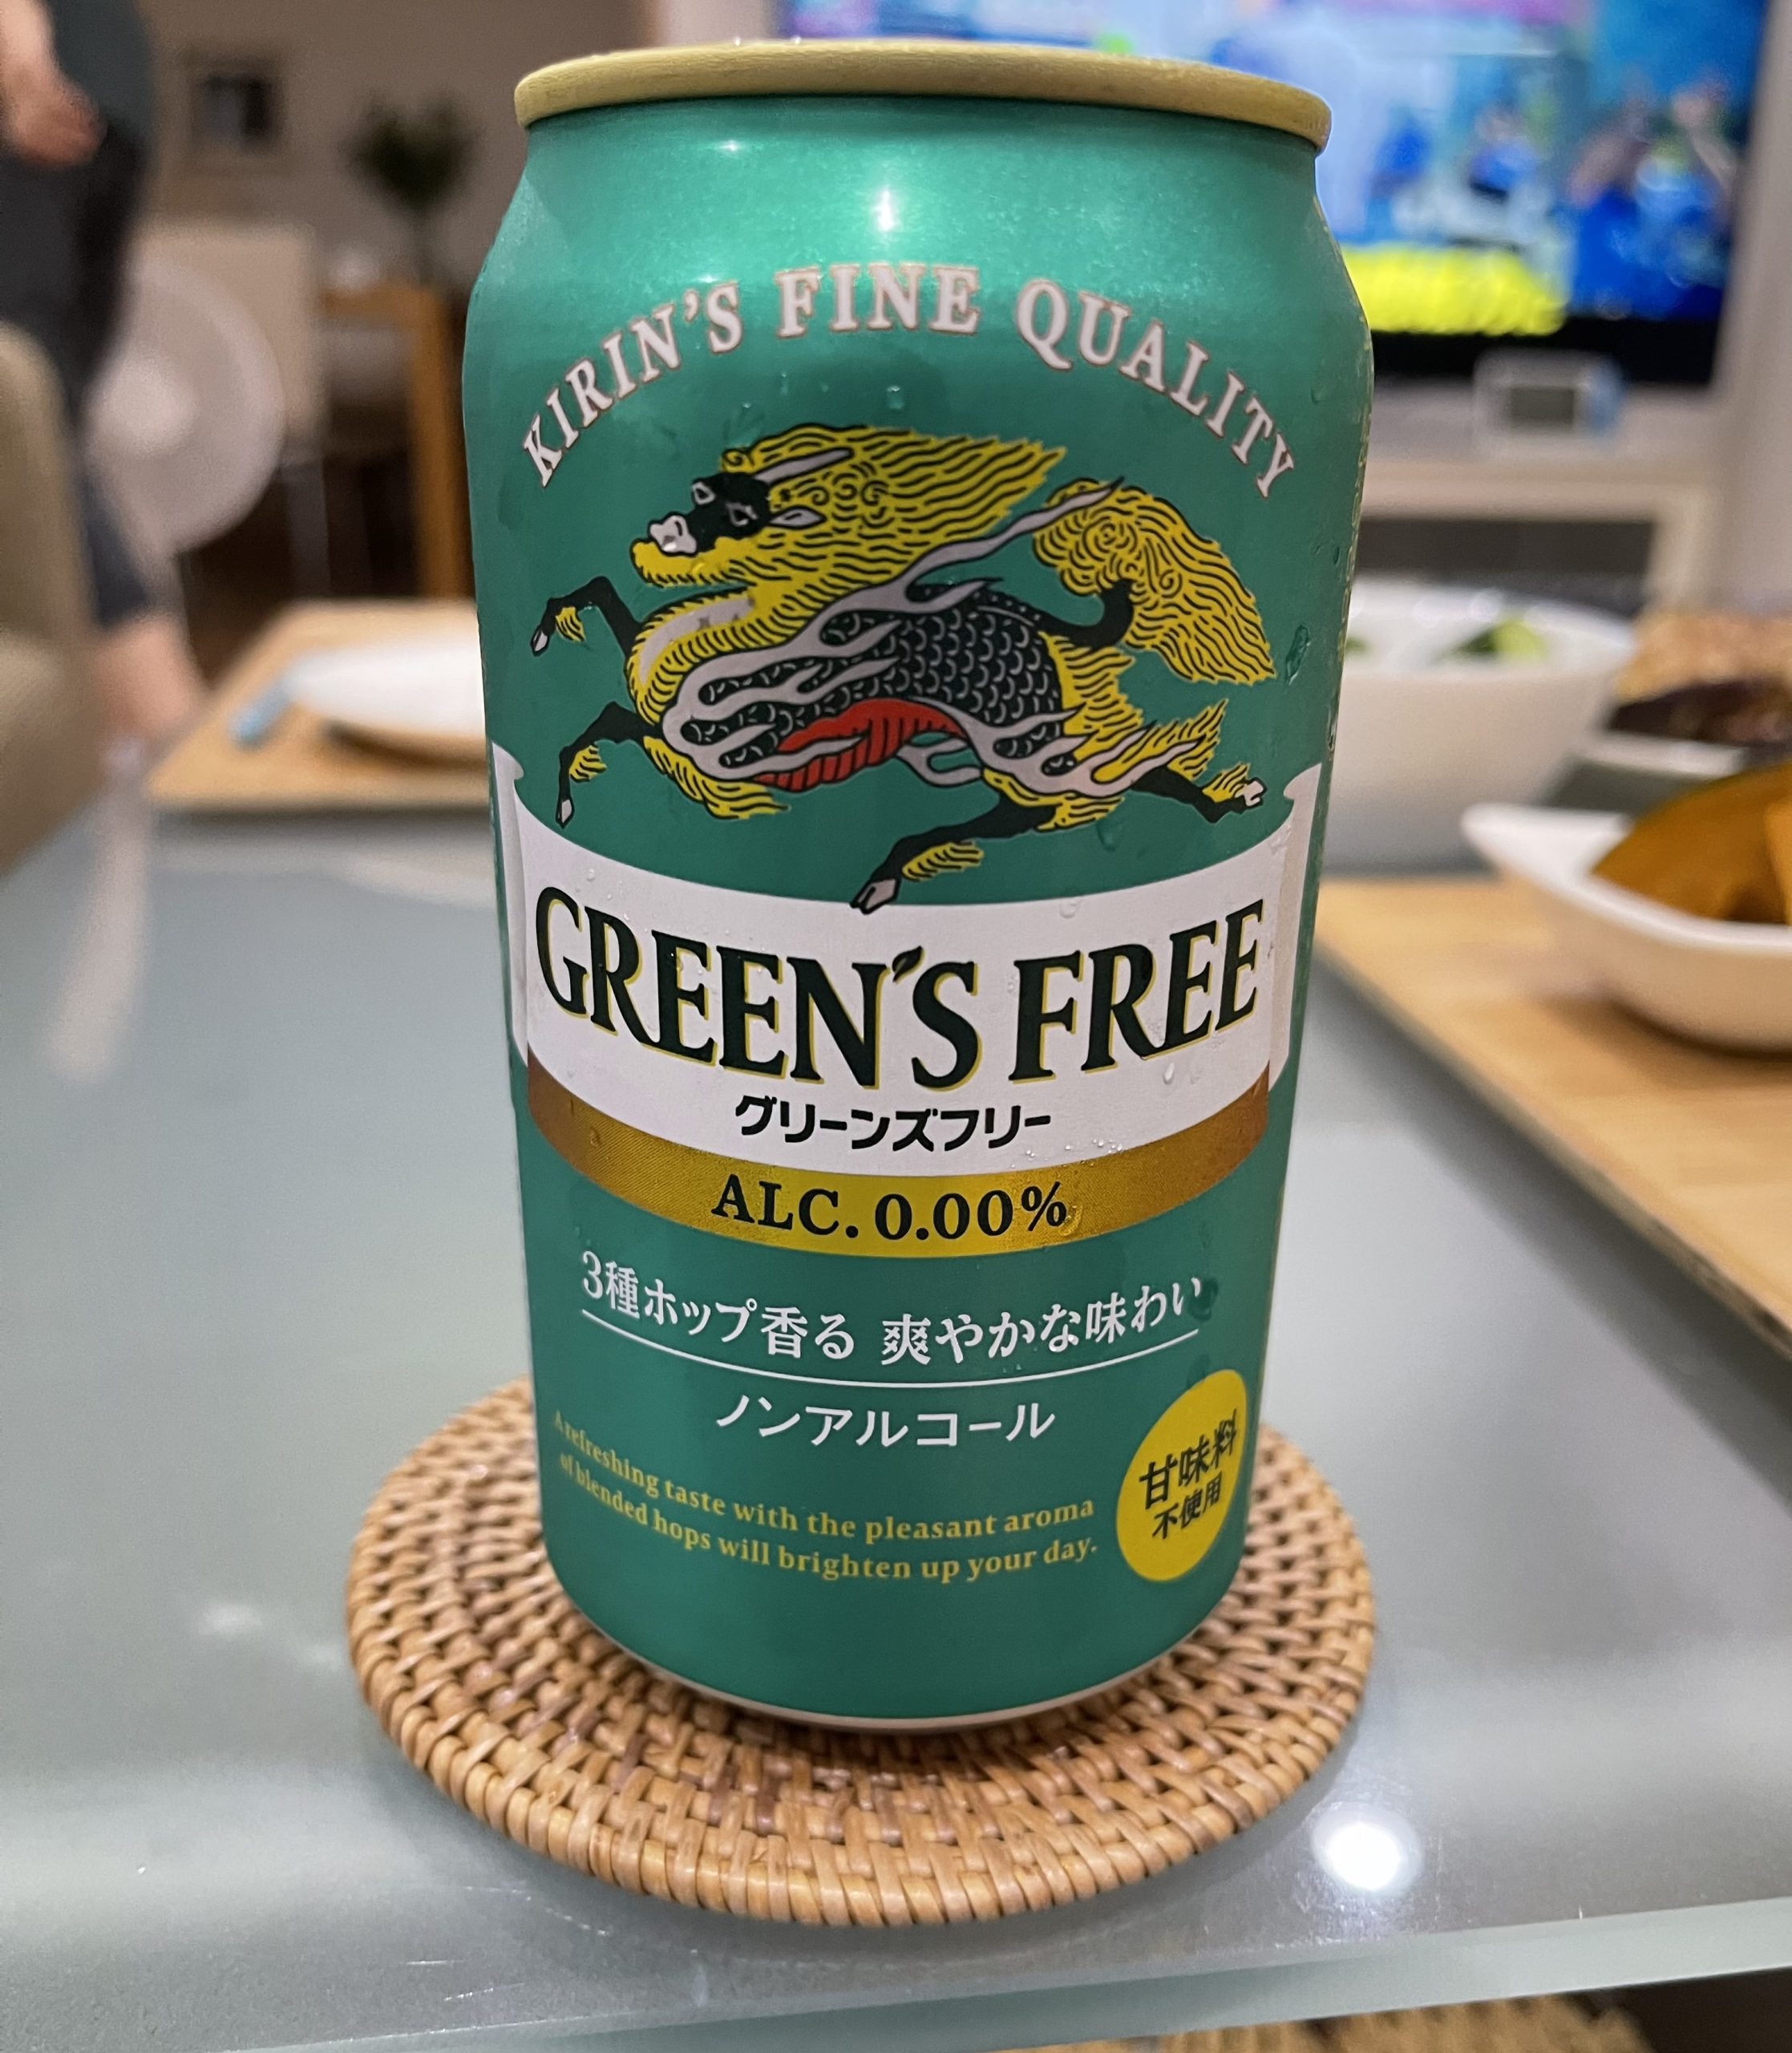 KIRIN'S FINE QUALITY
GREEN'S FREE
グリーンズフリー
ALC. 0.00%
3種ホップ香る 爽やかな味わい
ノンアルコール
A refreshing taste with the pleasant aroma
of blended hops will brighten up your day.
甘味料
不使用